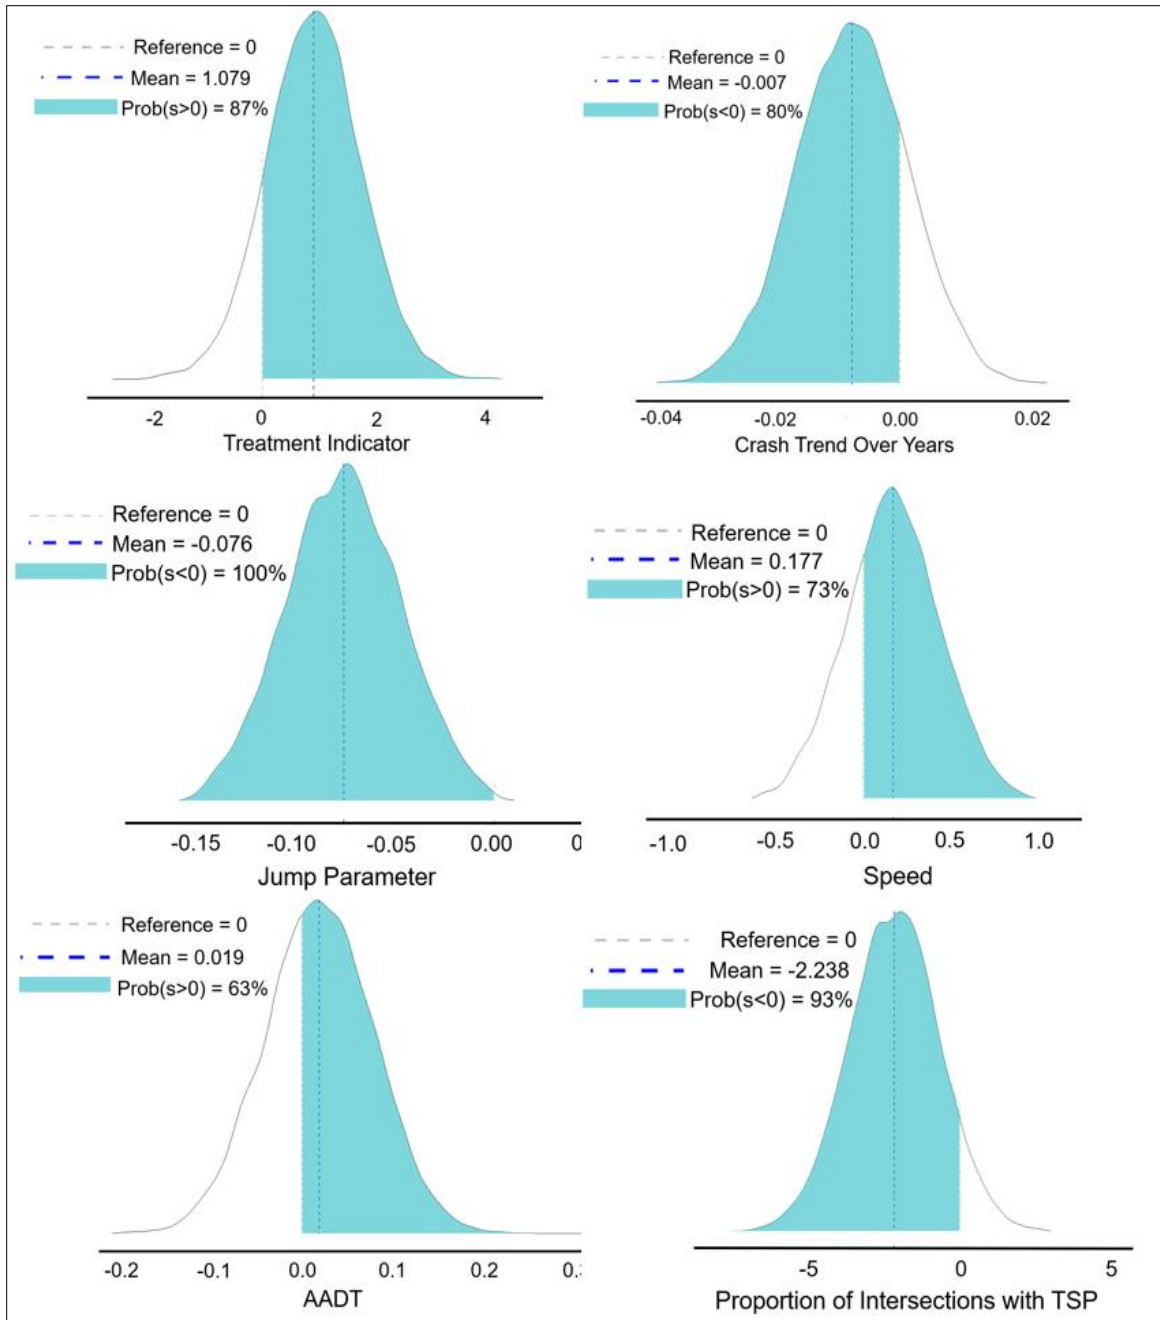 Reference = 0
Mean = 1.079
Prob(s>0) = 87%
-2 0 2 4
Treatment Indicator
Reference = 0
Mean = -0.007
Prob(s<0) = 80%
-0.04 -0.02 0.00 0.02
Crash Trend Over Years
Reference = 0
Mean = -0.076
Prob(s<0) = 100%
-0.15 -0.10 -0.05 0.00
Jump Parameter
Reference = 0
Mean = 0.177
Prob(s>0) = 73%
-1.0 -0.5 0.0 0.5 1.0
Speed
Reference = 0
Mean = 0.019
Prob(s>0) = 63%
-0.2 -0.1 0.0 0.1 0.2
AADT
Reference = 0
Mean = -2.238
Prob(s<0) = 93%
-5 0 5
Proportion of Intersections with TSP